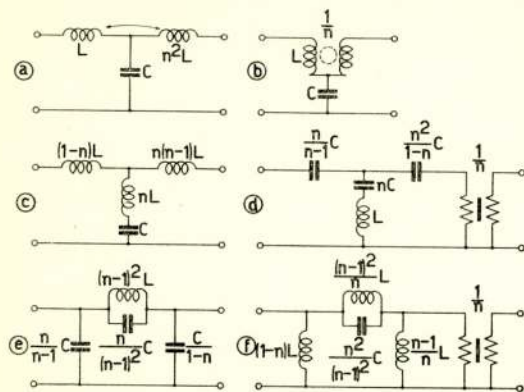 L
n²L
C
ⓐ
1/n
L
C
ⓑ
(1-n)L
n(n-1)L
nL
C
ⓒ
n/(n-1) C
n²/(1-n) C
1/n
nC
L
ⓓ
(n-1)²L
n/(n-1) C
n/(n-1)² C
C/(1-n)
ⓔ
(n-1)²/n L
1/n
(1-n)L
n²/(n-1)² C
(n-1)/n L
ⓕ